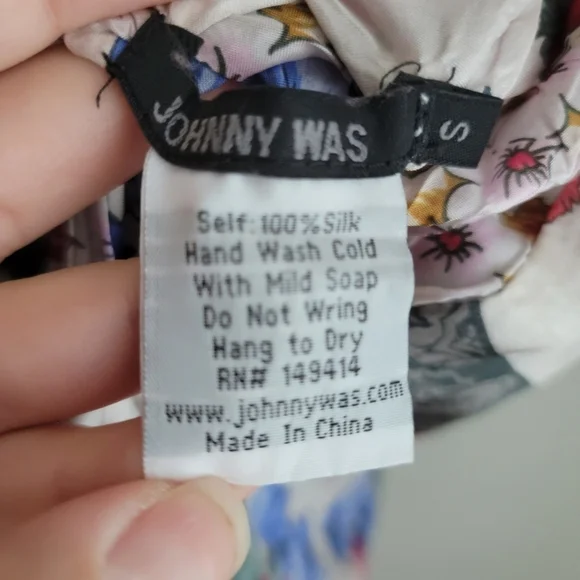 JOHNNY WAS
S
Self: 100% Silk
Hand Wash Cold
With Mild Soap
Do Not Wring
Hang to Dry
RN# 149414
www.johnnywas.com
Made In China